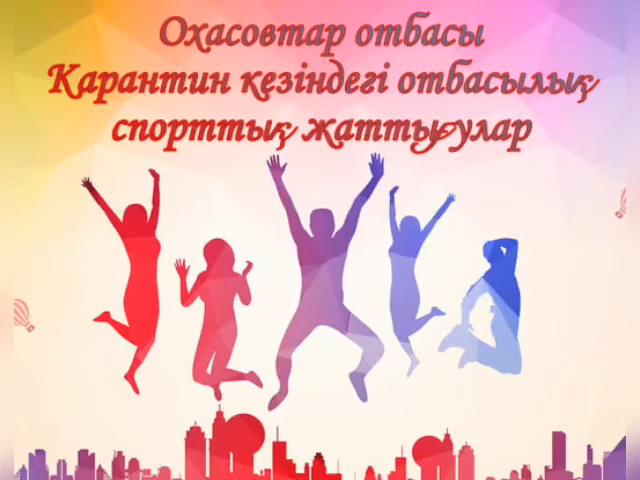 Охасовтар отбасы
Карантин кезіндегі отбасылық
спорттық жаттығулар